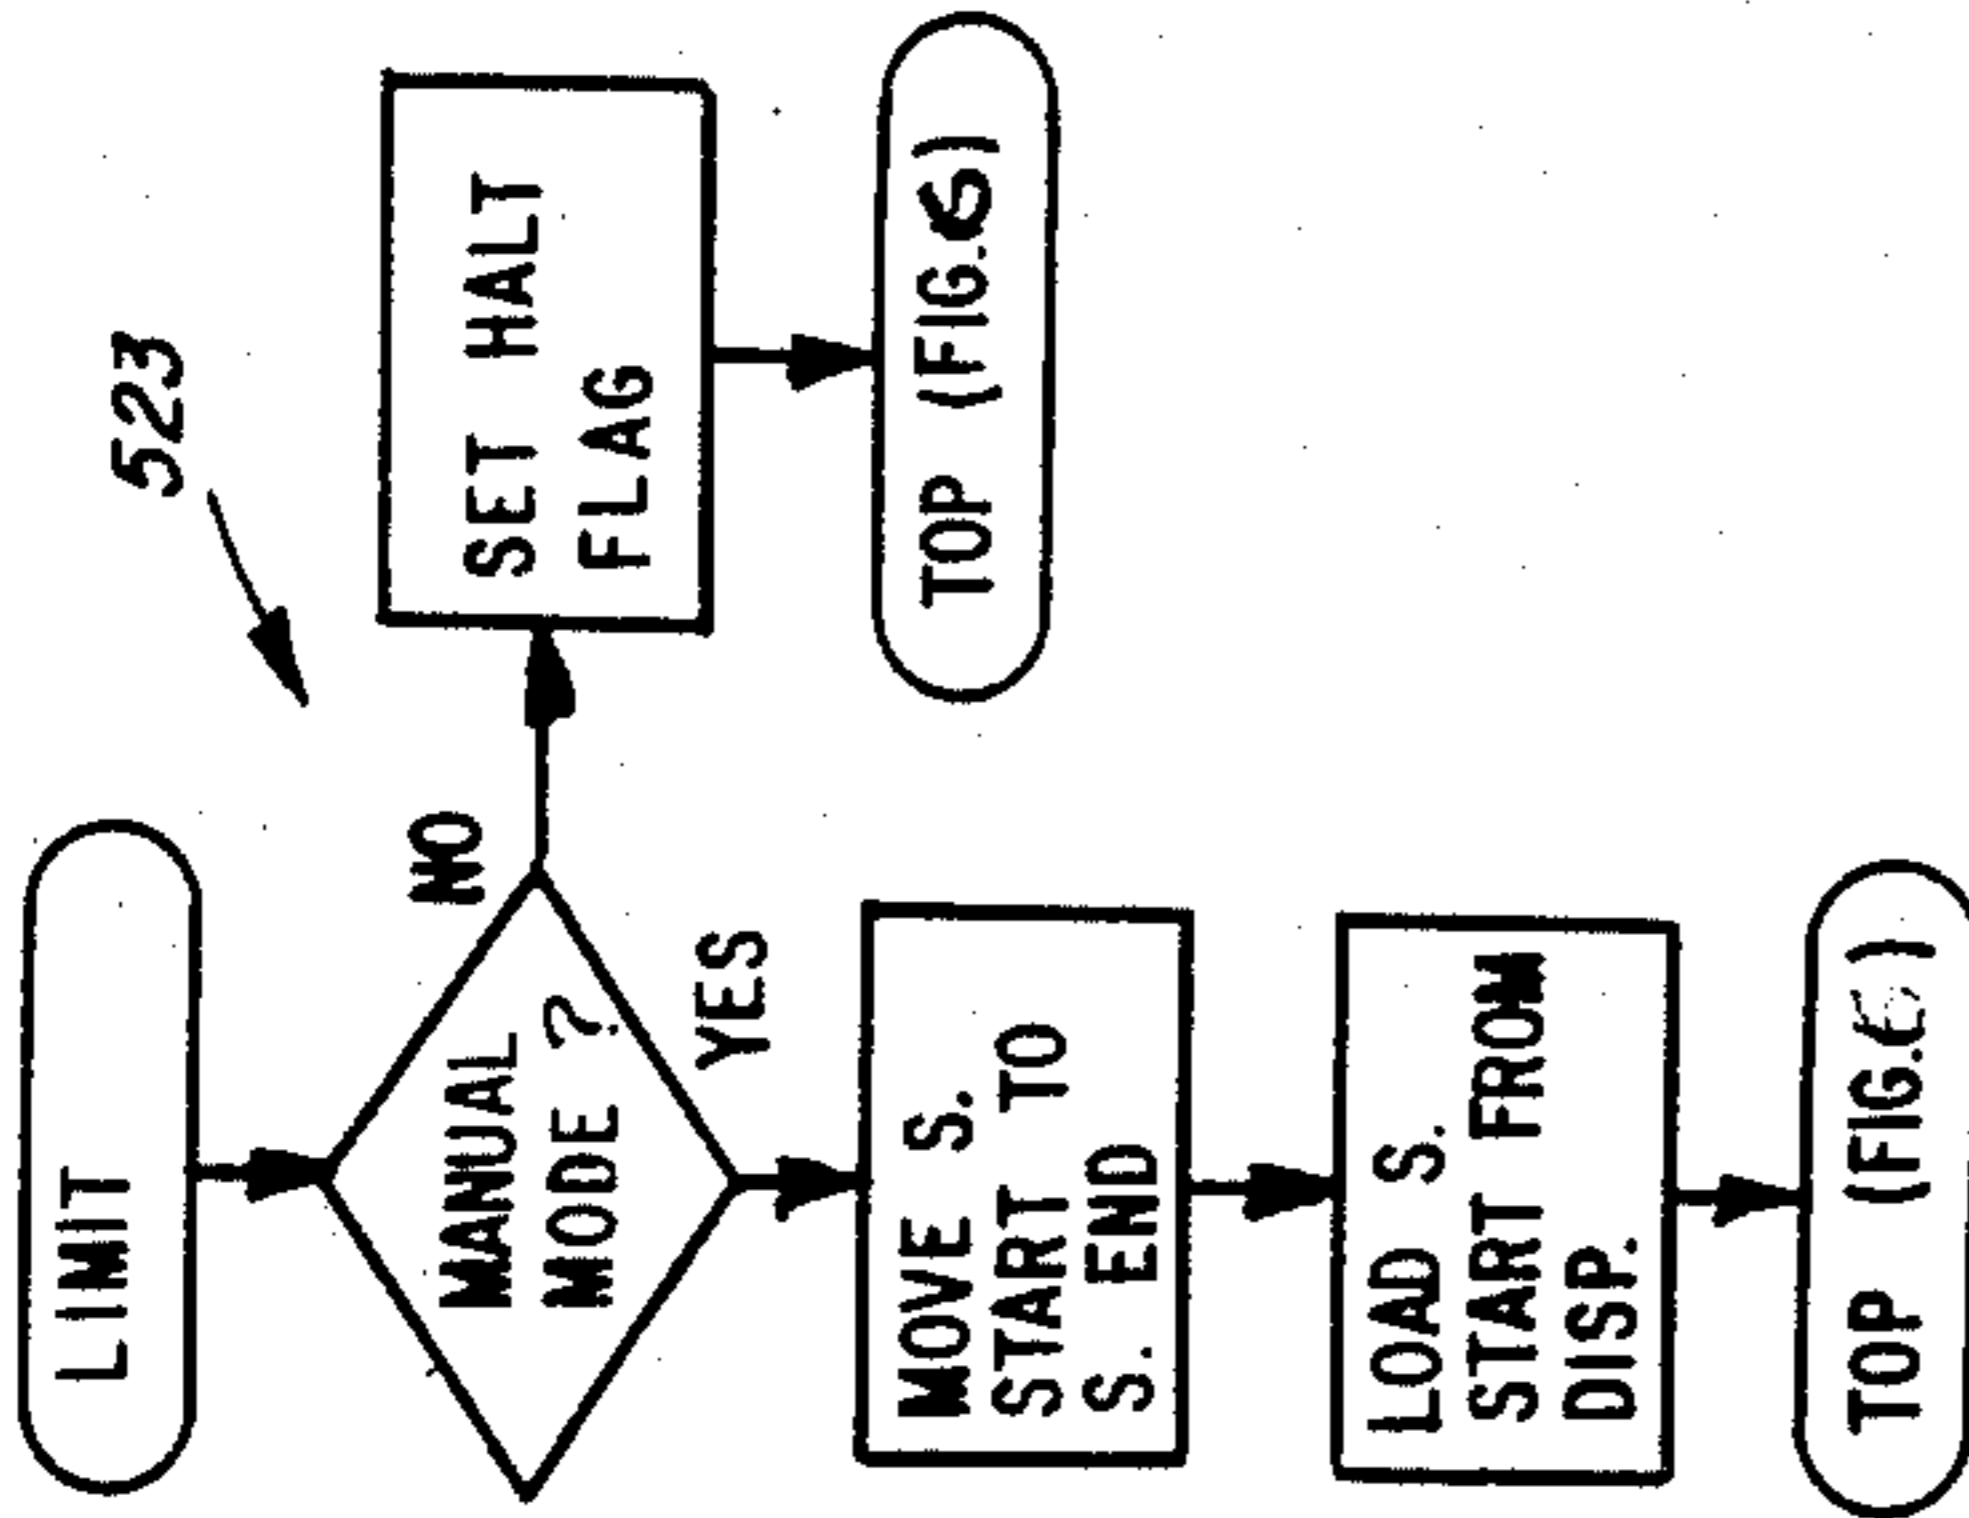 523
LIMIT
MANUAL
MODE ?
NO
YES
SET HALT
FLAG
TOP (FIG.6)
MOVE S.
START TO
S. END
LOAD S.
START FROM
DISP.
TOP (FIG.6)